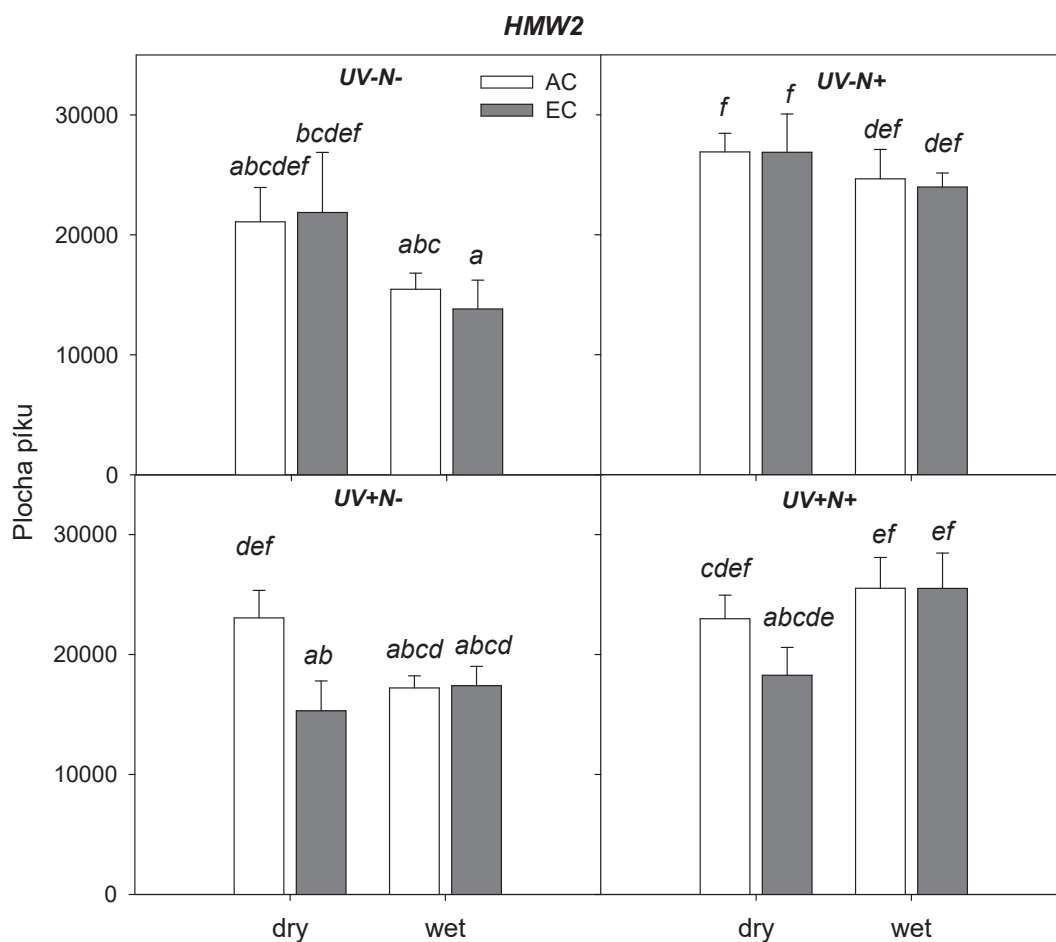 HMW2
UV-N-
AC
EC
UV-N+
abcdef
bcdef
abc
a
f
f
def
def
30000
20000
10000
0
Plocha píku
UV+N-
UV+N+
def
ab
abcd
abcd
cdef
abcde
ef
ef
30000
20000
10000
0
dry
wet
dry
wet